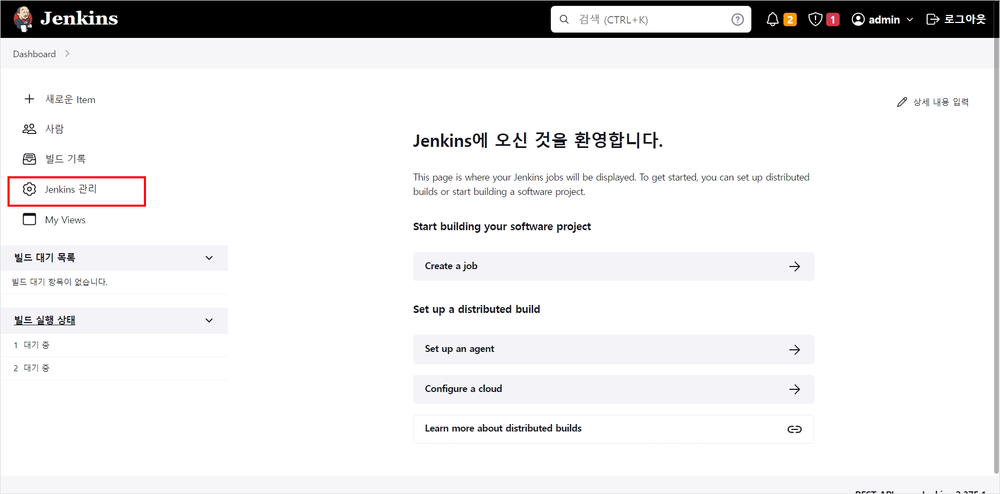 Jenkins
검색 (CTRL+K)
2
1
admin
로그아웃
Dashboard
새로운 Item
사람
빌드 기록
Jenkins 관리
My Views
빌드 대기 목록
빌드 대기 항목이 없습니다.
빌드 실행 상태
1 대기 중
2 대기 중
상세 내용 입력
Jenkins에 오신 것을 환영합니다.
This page is where your Jenkins jobs will be displayed. To get started, you can set up distributed
builds or start building a software project.
Start building your software project
Create a job
Set up a distributed build
Set up an agent
Configure a cloud
Learn more about distributed builds
REST API